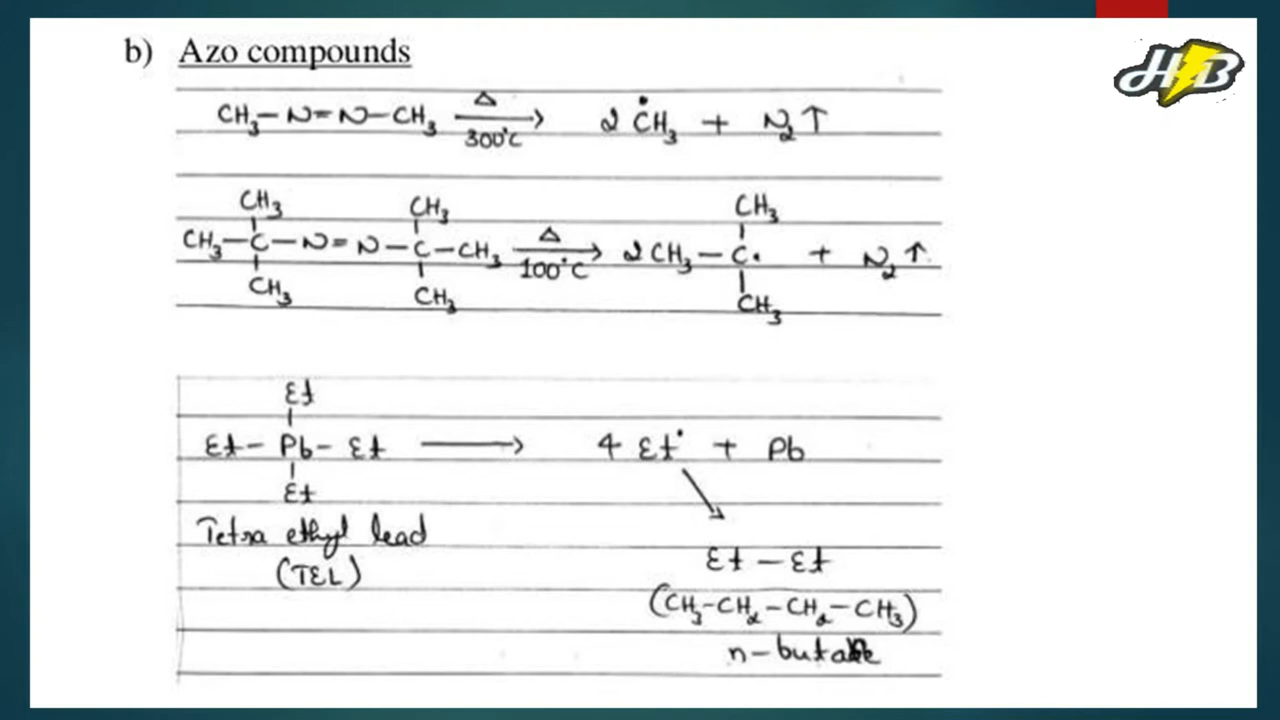 b) Azo compounds
HB
CH₃–N=N–CH₃ △ 300°C → 2 ĊH₃ + N₂↑
CH₃ CH₃ CH₃
CH₃–C–N=N–C–CH₃ △ 100°C → 2 CH₃–C• + N₂↑
CH₃ CH₃ CH₃
Et
Et–Pb–Et → 4 Et• + Pb
Et
Tetra ethyl lead
(TEL)
Et–Et
(CH₃–CH₂–CH₂–CH₃)
n-butane